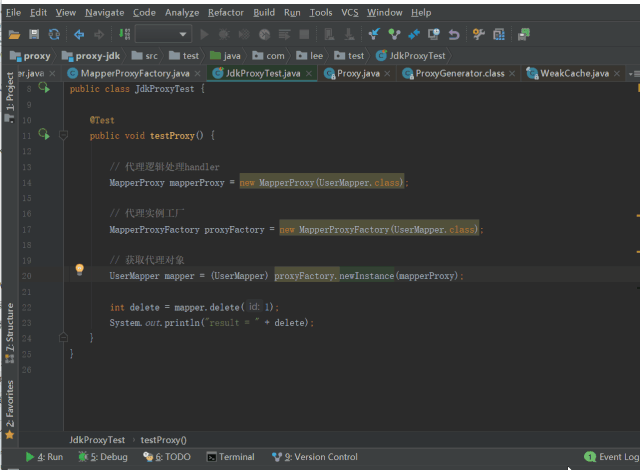 File Edit View Navigate Code Analyze Refactor Build Run Tools VCS Window Help
proxy proxy-jdk src test java com lee test JdkProxyTest
er.java MapperProxyFactory.java JdkProxyTest.java Proxy.java ProxyGenerator.class WeakCache.java
1: Project
7: Structure
2: Favorites
8 public class JdkProxyTest {
9
10 @Test
11 public void testProxy() {
12
13 // 代理逻辑处理handler
14 MapperProxy mapperProxy = new MapperProxy(UserMapper.class);
15
16 // 代理实例工厂
17 MapperProxyFactory proxyFactory = new MapperProxyFactory(UserMapper.class);
18
19 // 获取代理对象
20 UserMapper mapper = (UserMapper) proxyFactory.newInstance(mapperProxy);
21
22 int delete = mapper.delete( id: 1);
23 System.out.println("result = " + delete);
24 }
25 }
26
JdkProxyTest › testProxy()
4: Run 5: Debug 6: TODO Terminal 9: Version Control 1 Event Log